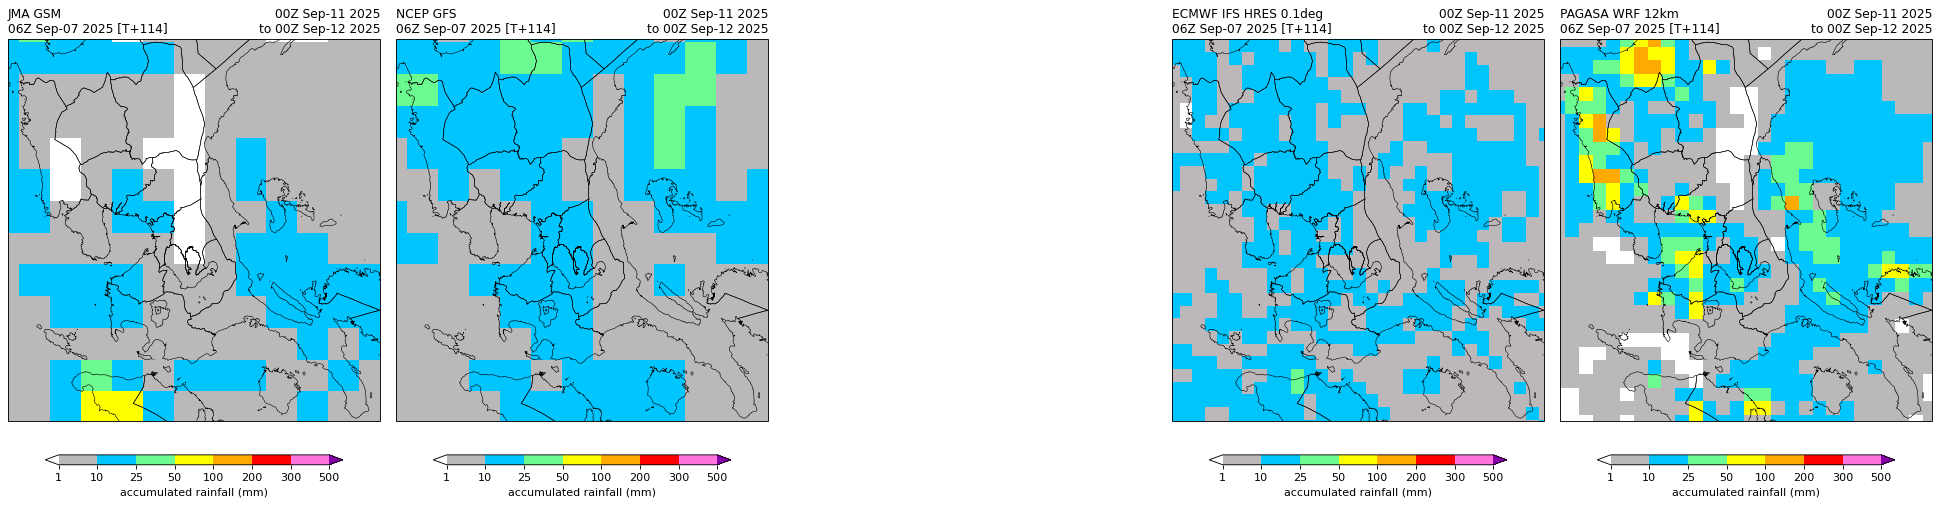 JMA GSM 00Z Sep-11 2025
06Z Sep-07 2025 [T+114] to 00Z Sep-12 2025
1 10 25 50 100 200 300 500
accumulated rainfall (mm)
NCEP GFS 00Z Sep-11 2025
06Z Sep-07 2025 [T+114] to 00Z Sep-12 2025
1 10 25 50 100 200 300 500
accumulated rainfall (mm)
ECMWF IFS HRES 0.1deg 00Z Sep-11 2025
06Z Sep-07 2025 [T+114] to 00Z Sep-12 2025
1 10 25 50 100 200 300 500
accumulated rainfall (mm)
PAGASA WRF 12km 00Z Sep-11 2025
06Z Sep-07 2025 [T+114] to 00Z Sep-12 2025
1 10 25 50 100 200 300 500
accumulated rainfall (mm)